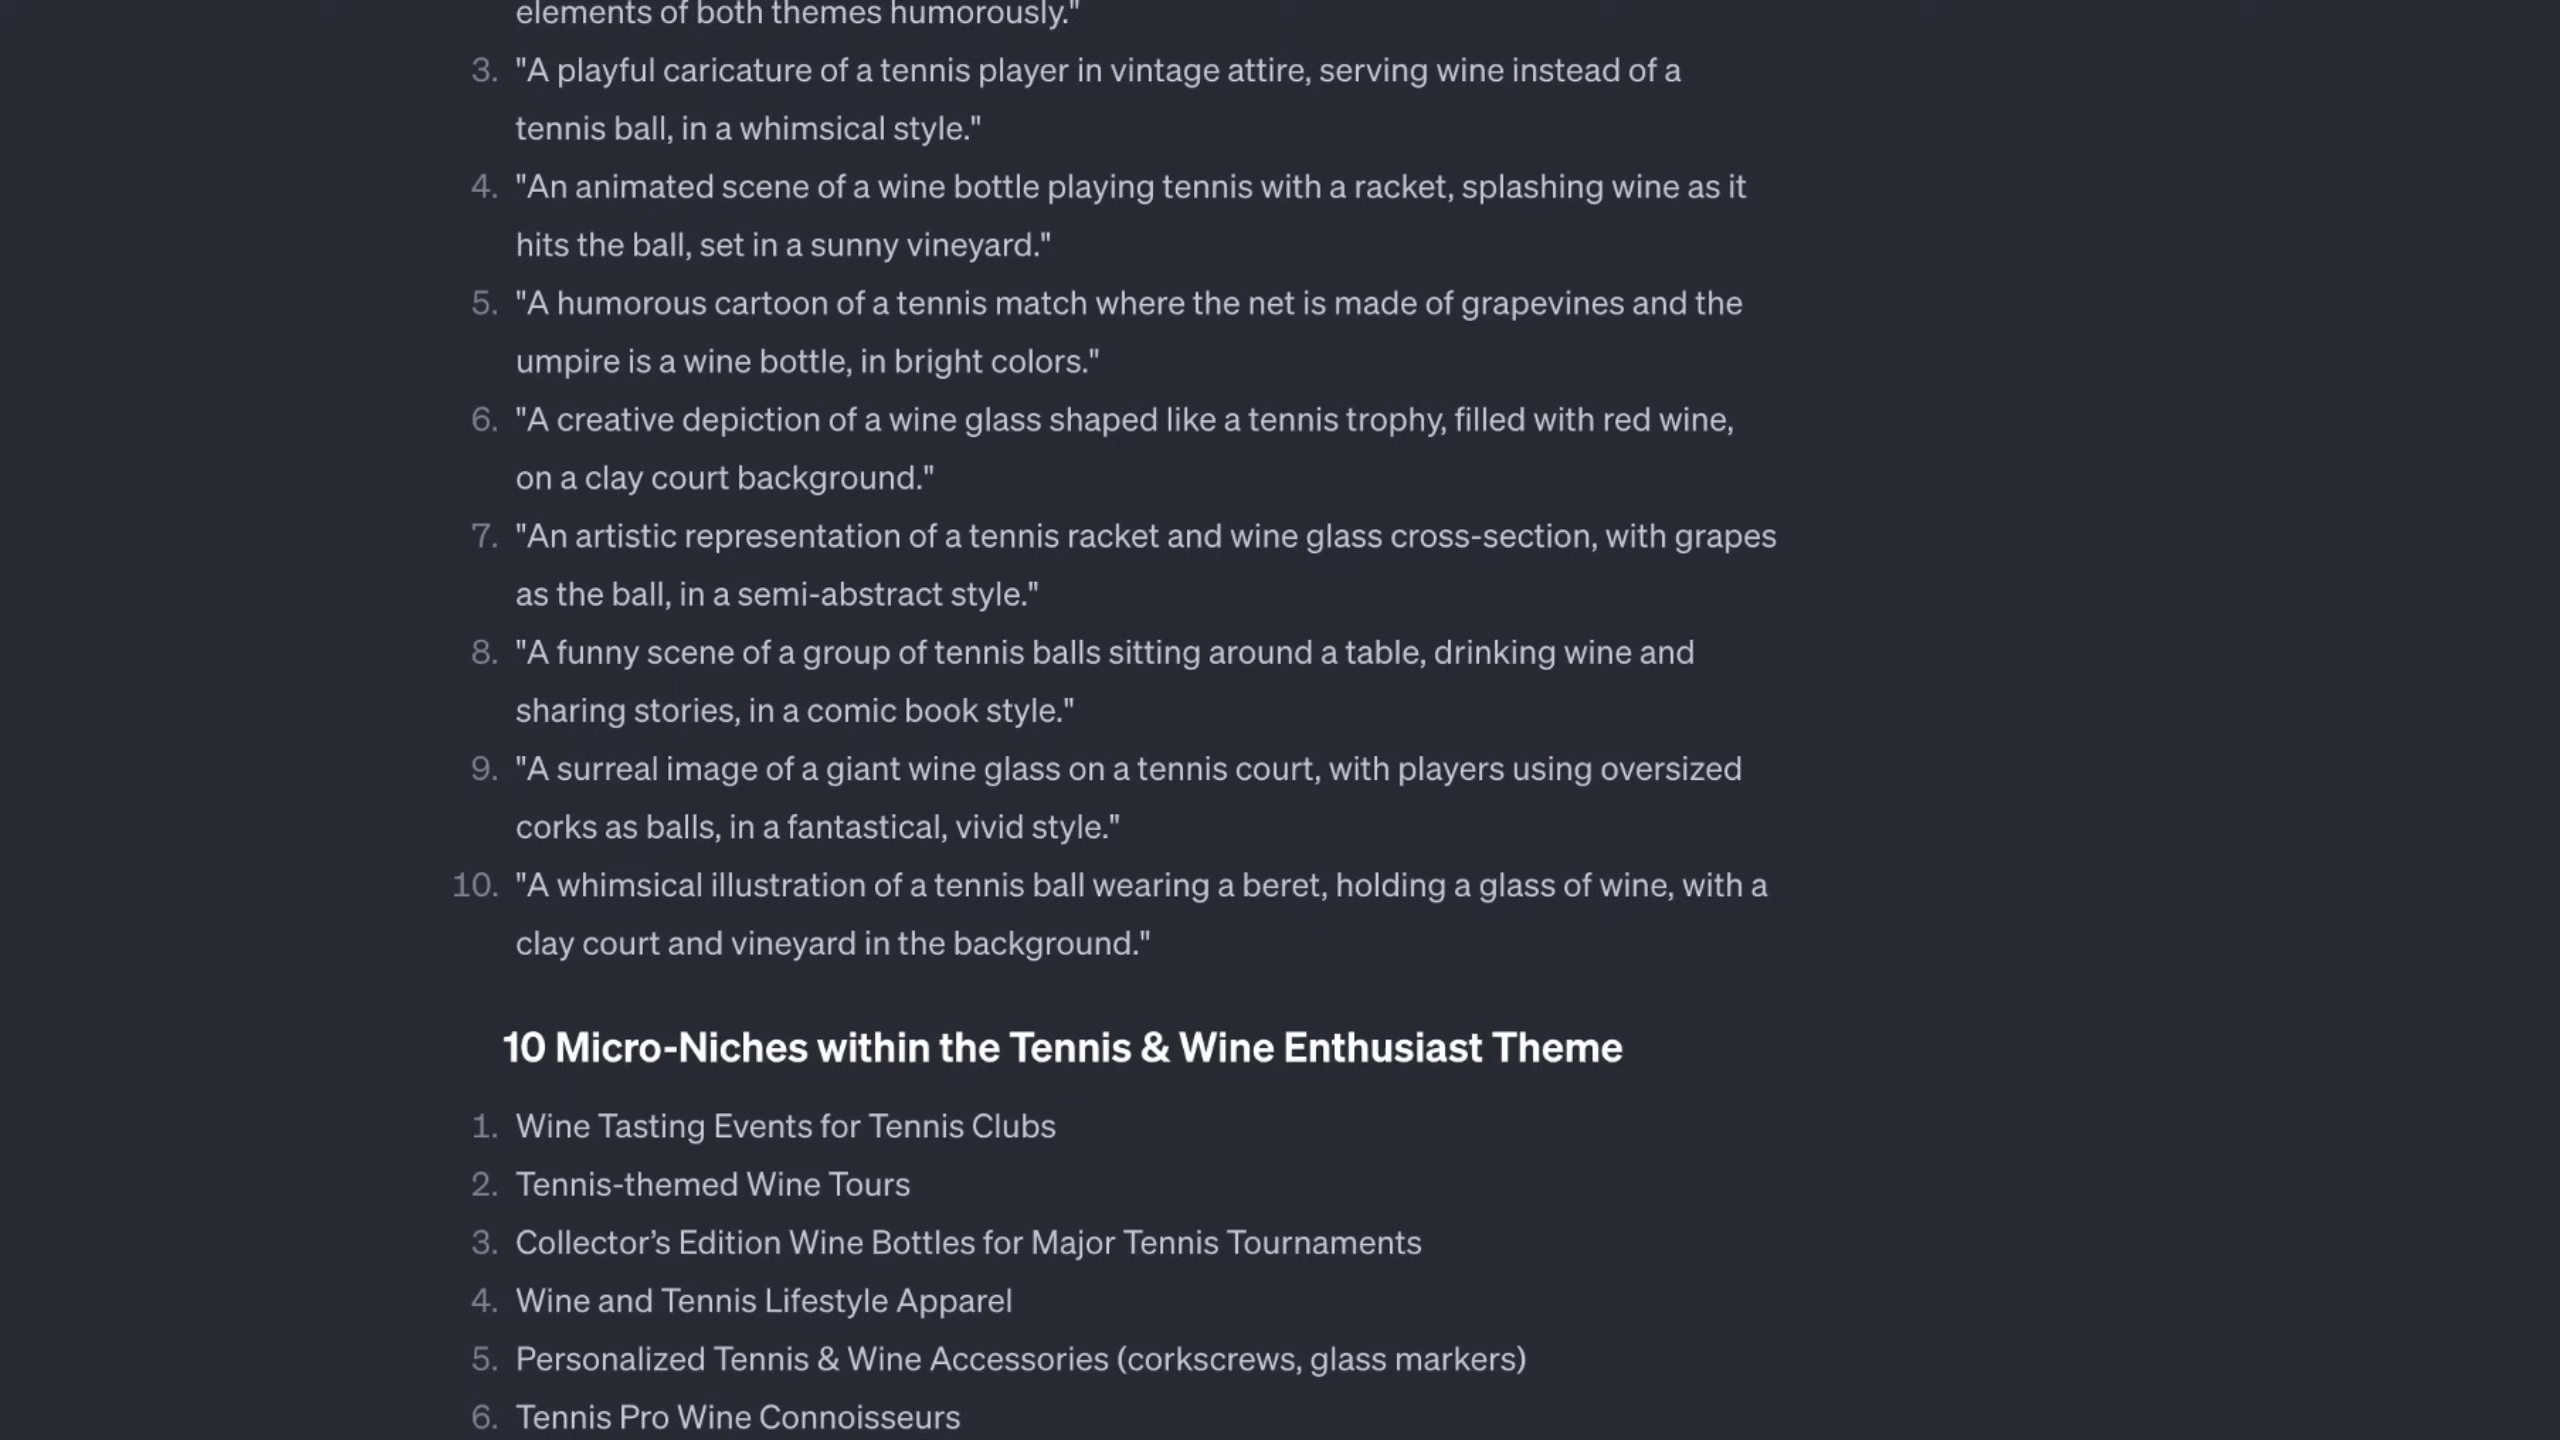 elements of both themes humorously."
3. "A playful caricature of a tennis player in vintage attire, serving wine instead of a
tennis ball, in a whimsical style."
4. "An animated scene of a wine bottle playing tennis with a racket, splashing wine as it
hits the ball, set in a sunny vineyard."
5. "A humorous cartoon of a tennis match where the net is made of grapevines and the
umpire is a wine bottle, in bright colors."
6. "A creative depiction of a wine glass shaped like a tennis trophy, filled with red wine,
on a clay court background."
7. "An artistic representation of a tennis racket and wine glass cross-section, with grapes
as the ball, in a semi-abstract style."
8. "A funny scene of a group of tennis balls sitting around a table, drinking wine and
sharing stories, in a comic book style."
9. "A surreal image of a giant wine glass on a tennis court, with players using oversized
corks as balls, in a fantastical, vivid style."
10. "A whimsical illustration of a tennis ball wearing a beret, holding a glass of wine, with a
clay court and vineyard in the background."
10 Micro-Niches within the Tennis & Wine Enthusiast Theme
1. Wine Tasting Events for Tennis Clubs
2. Tennis-themed Wine Tours
3. Collector’s Edition Wine Bottles for Major Tennis Tournaments
4. Wine and Tennis Lifestyle Apparel
5. Personalized Tennis & Wine Accessories (corkscrews, glass markers)
6. Tennis Pro Wine Connoisseurs